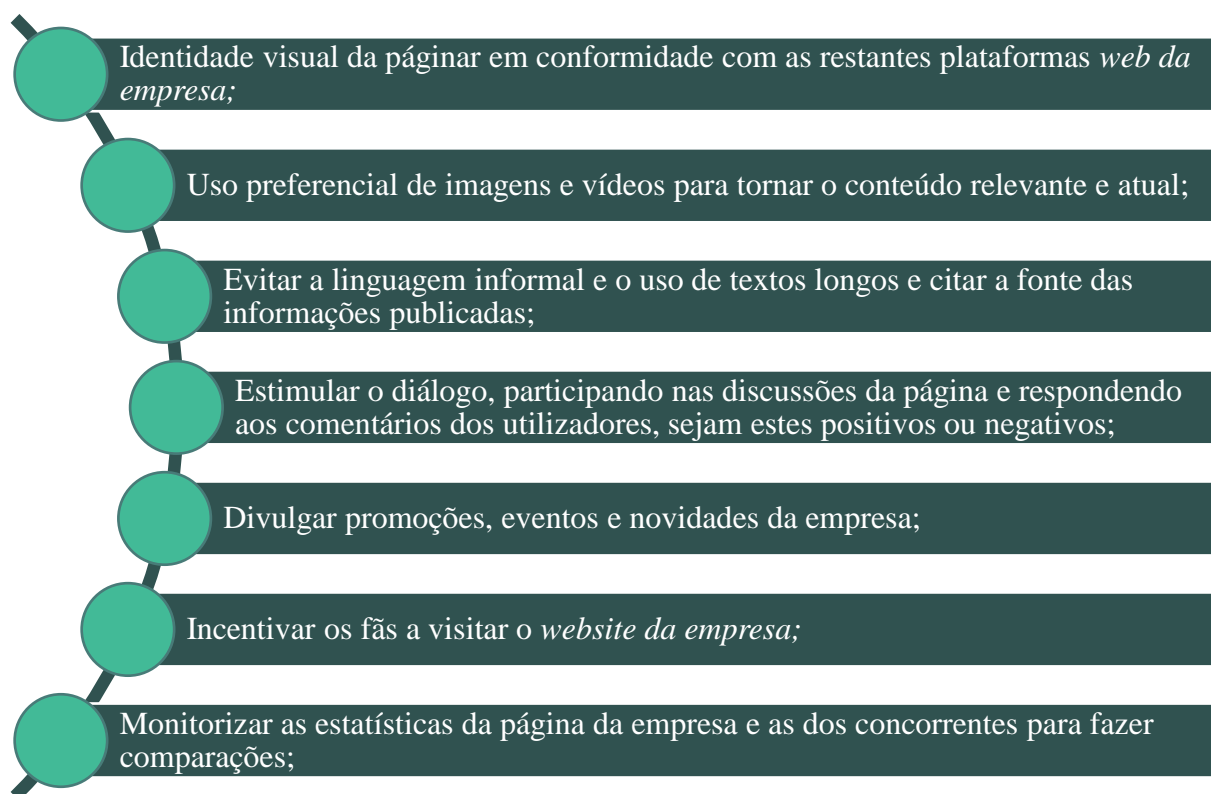 Identidade visual da páginar em conformidade com as restantes plataformas web da
empresa;
Uso preferencial de imagens e vídeos para tornar o conteúdo relevante e atual;
Evitar a linguagem informal e o uso de textos longos e citar a fonte das
informações publicadas;
Estimular o diálogo, participando nas discussões da página e respondendo
aos comentários dos utilizadores, sejam estes positivos ou negativos;
Divulgar promoções, eventos e novidades da empresa;
Incentivar os fãs a visitar o website da empresa;
Monitorizar as estatísticas da página da empresa e as dos concorrentes para fazer
comparações;